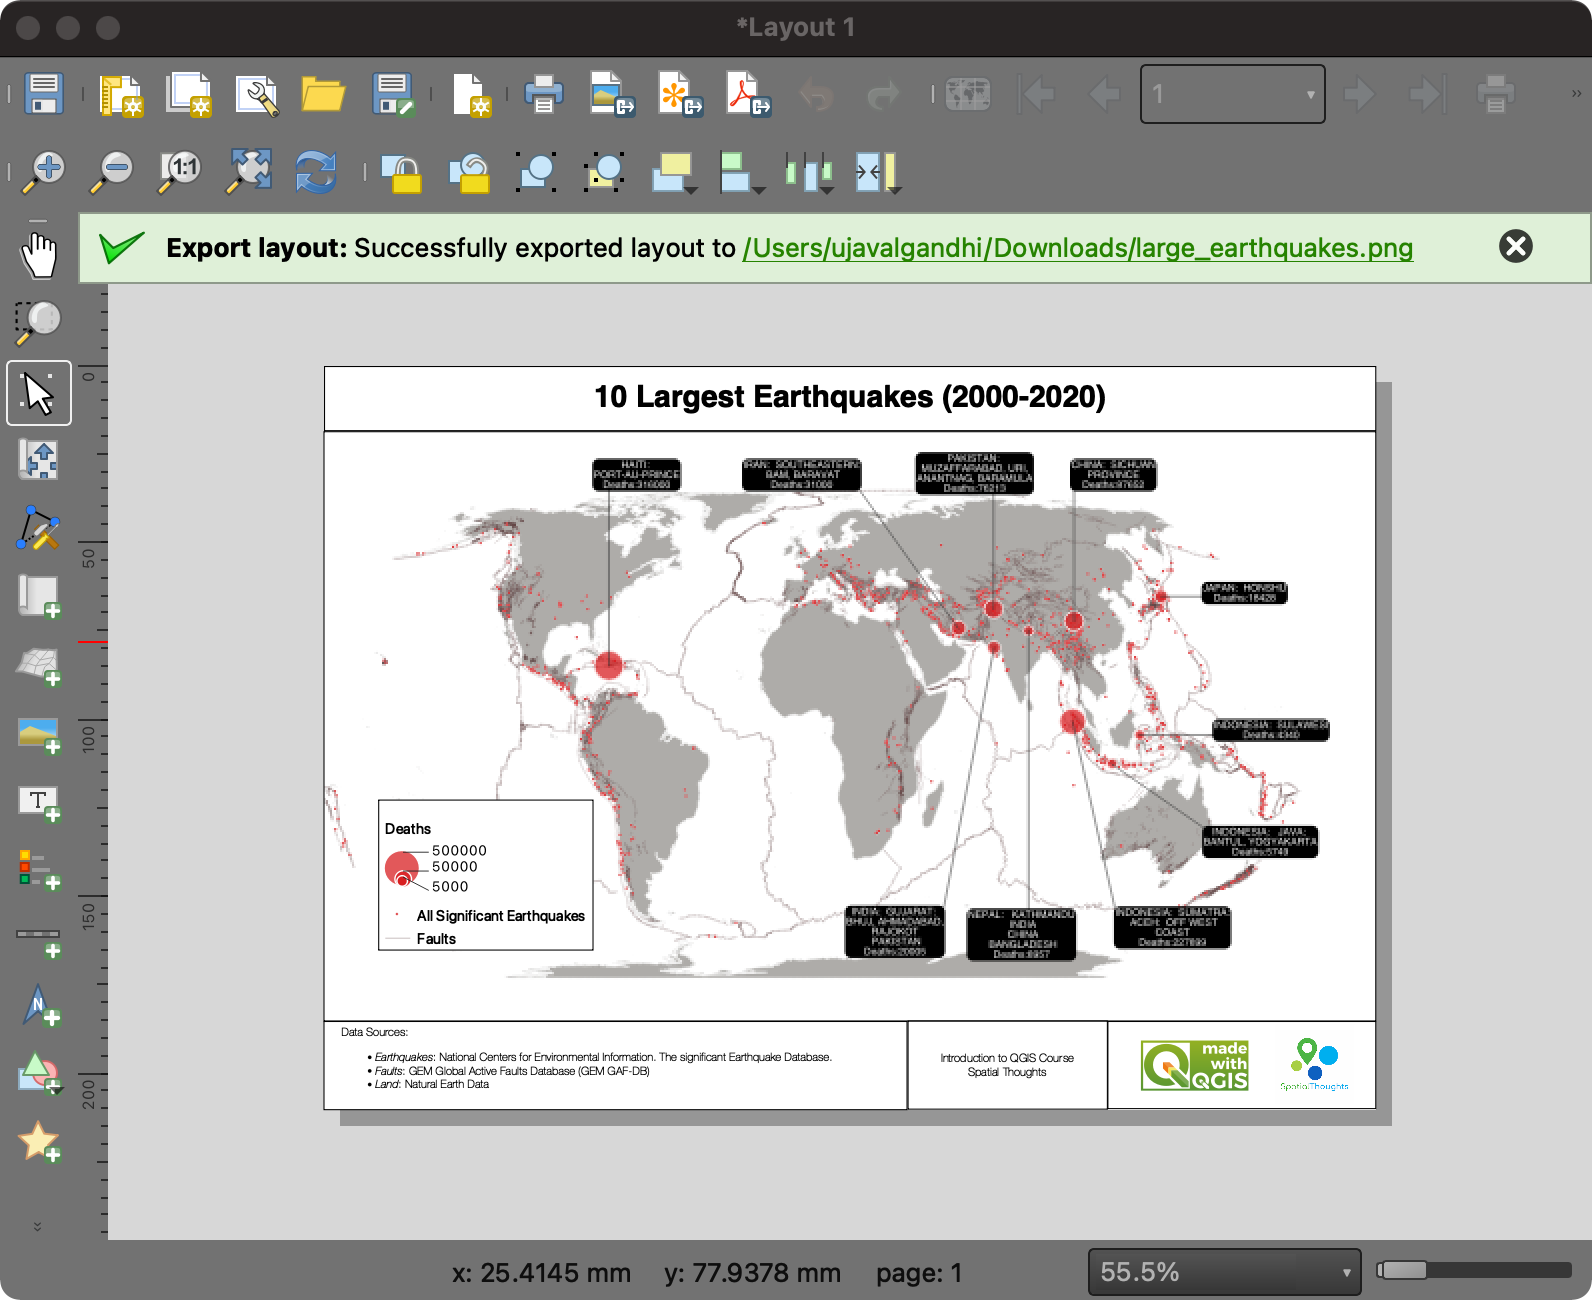 *Layout 1
1
1:1
Export layout: Successfully exported layout to /Users/ujavalgandhi/Downloads/large_earthquakes.png
0
50
100
150
200
10 Largest Earthquakes (2000-2020)
HAITI:
PORT-AU-PRINCE
Deaths:316000
IRAN: SOUTHEASTERN:
BAM, BARAVAT
Deaths:31000
PAKISTAN:
MUZAFFARABAD, URI,
ANANTNAG, BARAMULA
Deaths:76213
CHINA: SICHUAN
PROVINCE
Deaths:87652
JAPAN: HONSHU
Deaths:18428
INDONESIA: SULAWESI
Deaths:4340
INDONESIA: JAVA:
BANTUL, YOGYAKARTA
Deaths:5749
INDIA: GUJARAT:
BHUJ, AHMADABAD,
RAJOKOT
PAKISTAN
Deaths:20005
NEPAL: KATHMANDU
INDIA
CHINA
BANGLADESH
Deaths:8957
INDONESIA: SUMATRA:
ACEH: OFF WEST
COAST
Deaths:227899
Deaths
500000
50000
5000
All Significant Earthquakes
Faults
Data Sources:
• Earthquakes: National Centers for Environmental Information. The significant Earthquake Database.
• Faults: GEM Global Active Faults Database (GEM GAF-DB)
• Land: Natural Earth Data
Introduction to QGIS Course
Spatial Thoughts
made
with
QGIS
SpatialThoughts
T
N
x: 25.4145 mm y: 77.9378 mm page: 1
55.5%